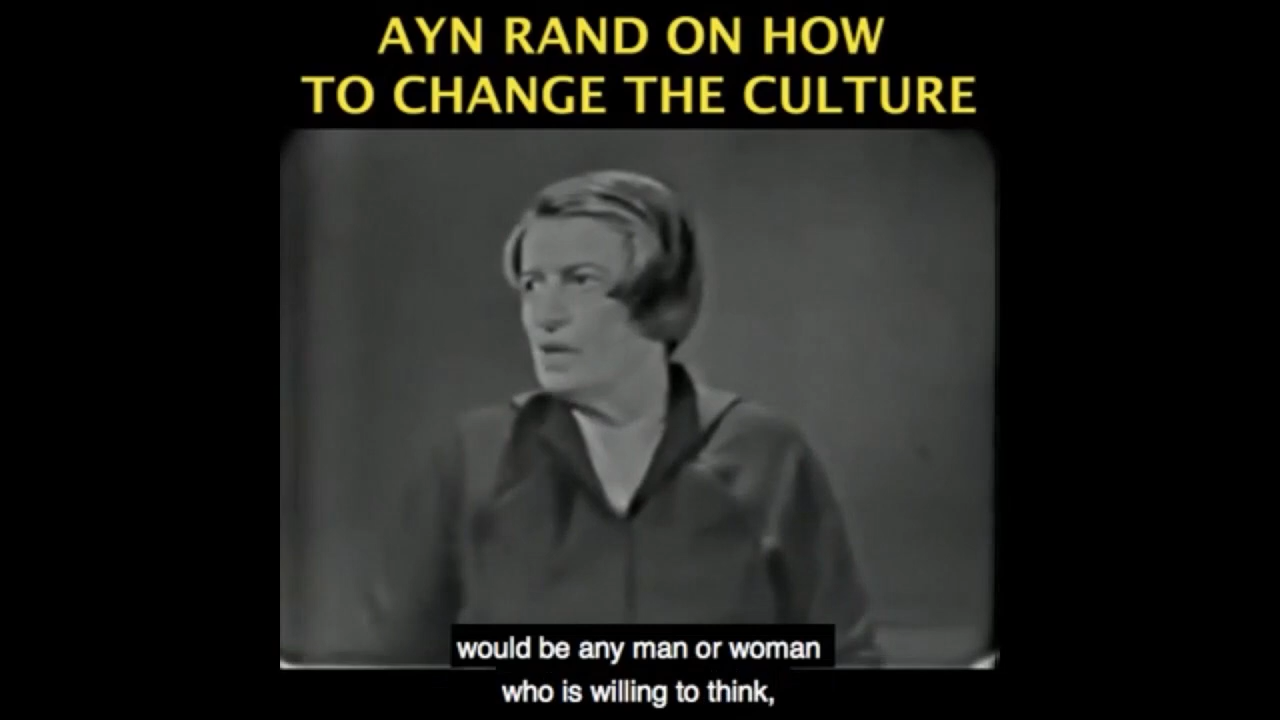 AYN RAND ON HOW
TO CHANGE THE CULTURE
would be any man or woman
who is willing to think,